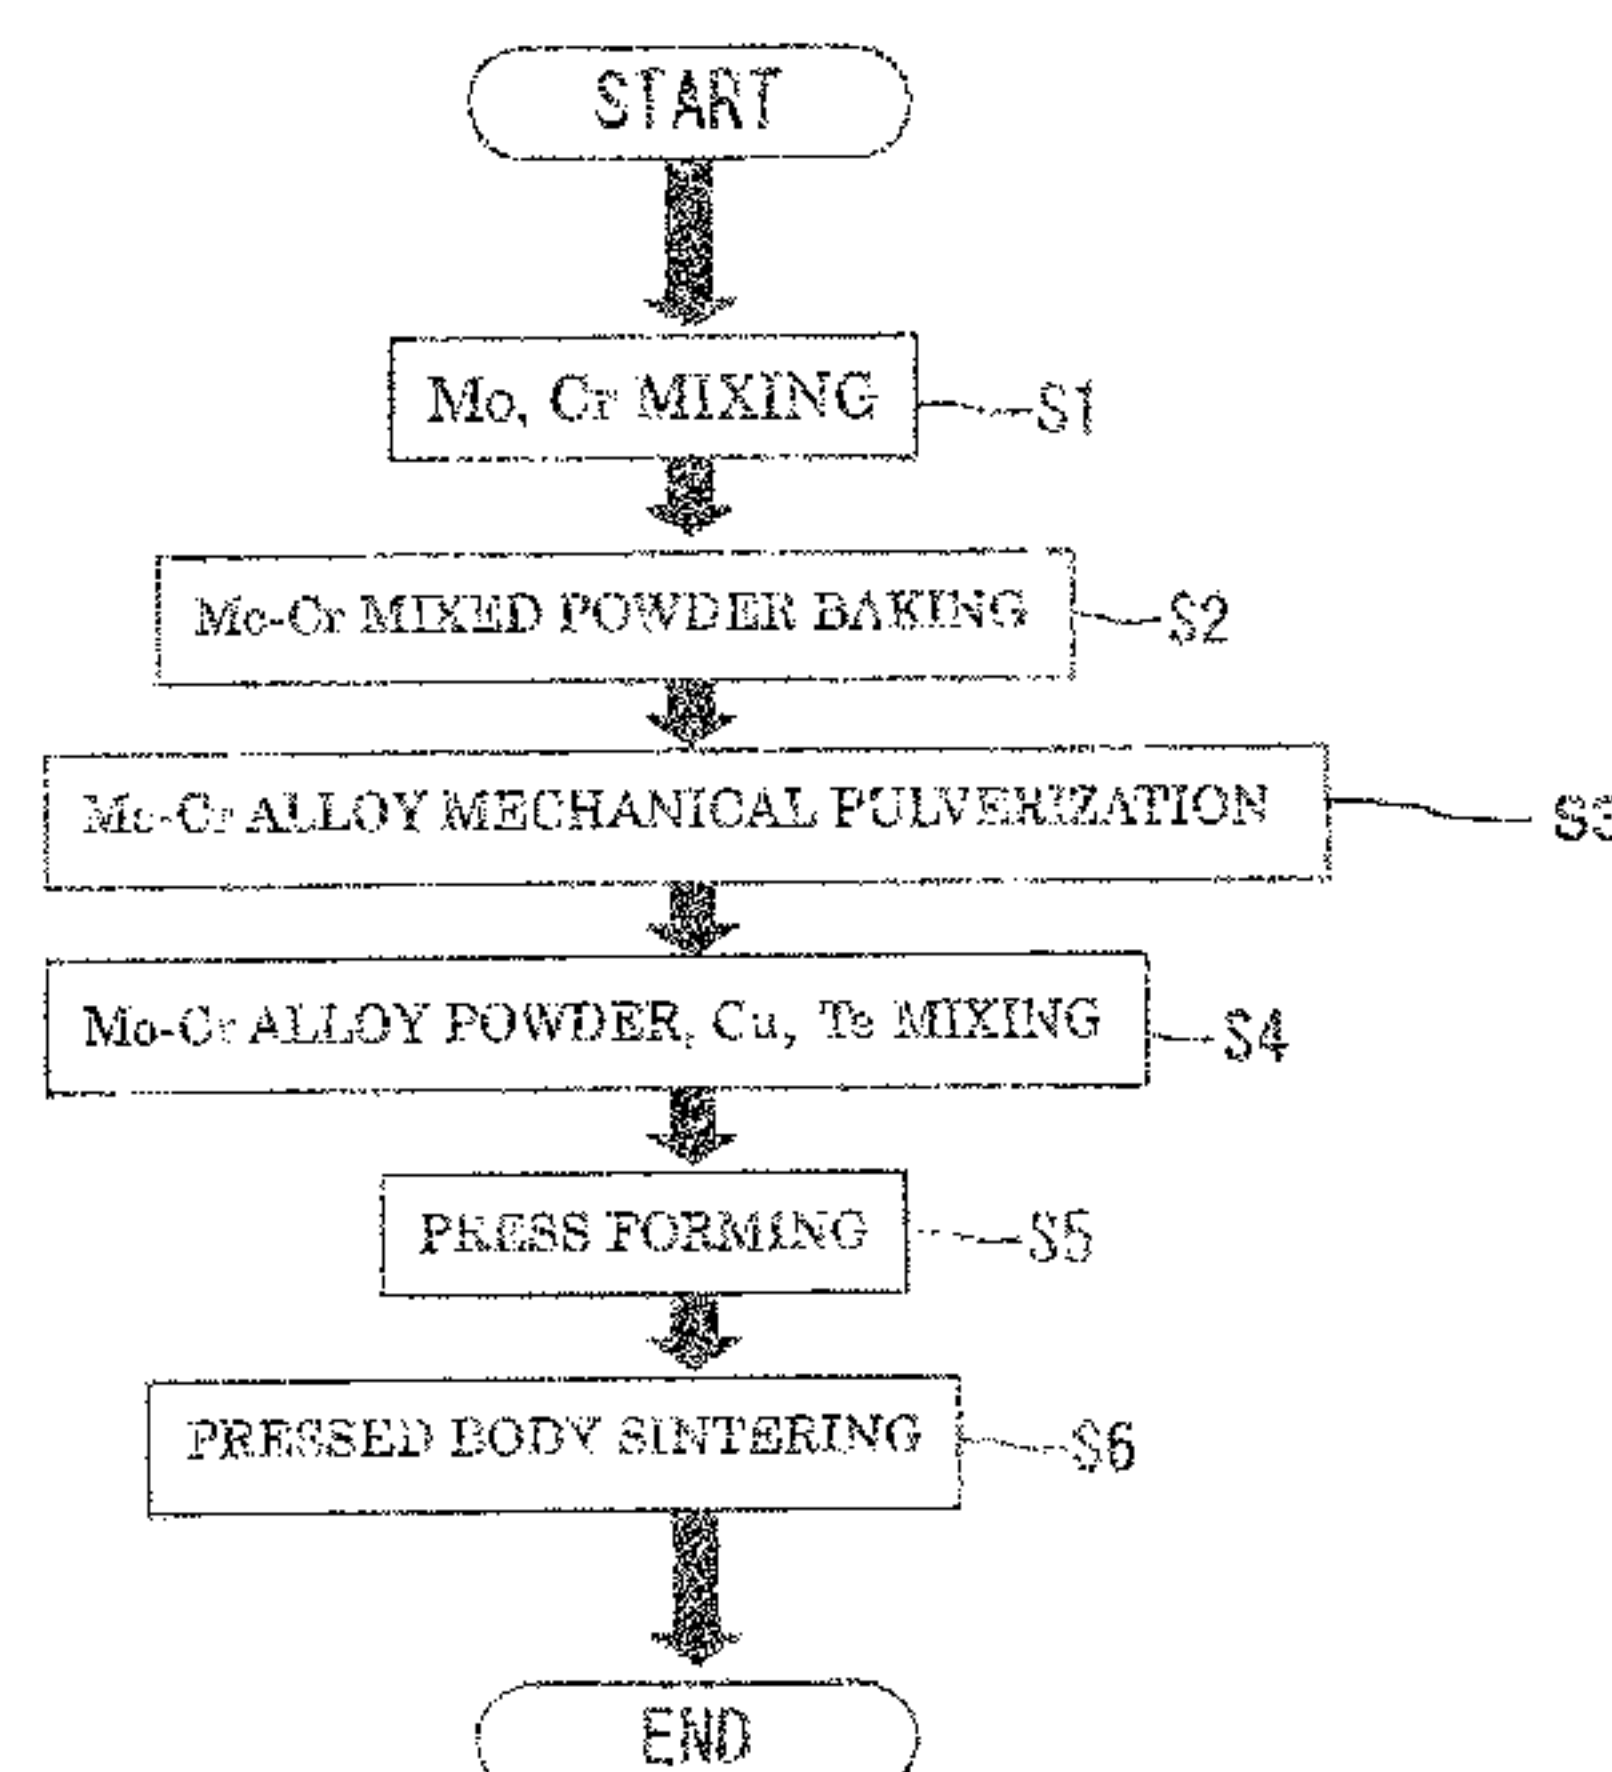 START
Mo, Cr MIXING
S1
Mo-Cr MIXED POWDER BAKING
S2
Mo-Cr ALLOY MECHANICAL PULVERIZATION
S3
Mo-Cr ALLOY POWDER, Cu, Te MIXING
S4
PRESS FORMING
S5
PRESSED BODY SINTERING
S6
END